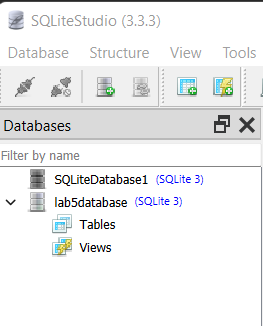 SQLiteStudio (3.3.3)
Database Structure View Tools
Databases
Filter by name
SQLiteDatabase1 (SQLite 3)
lab5database (SQLite 3)
Tables
Views